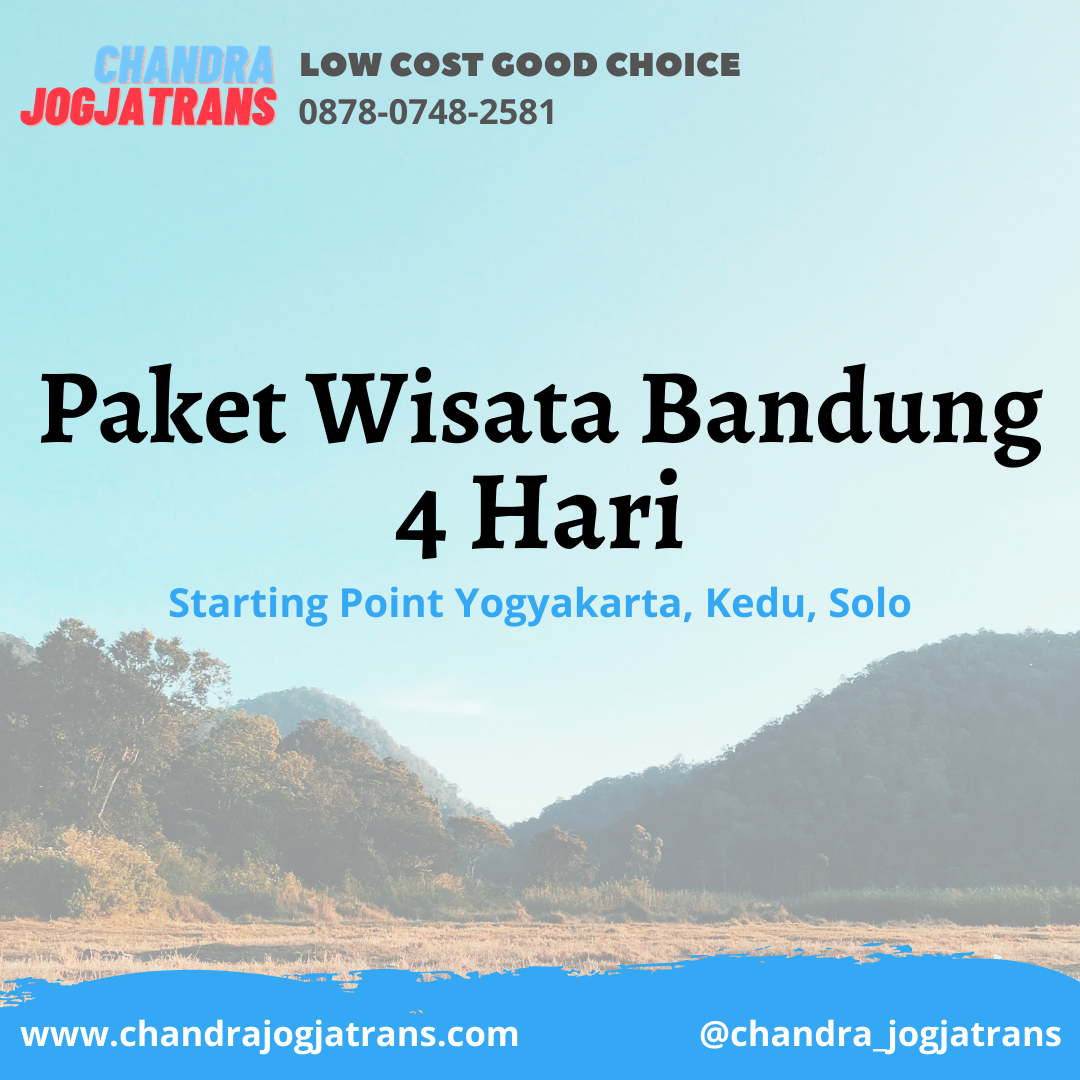 CHANDRA
JOGJATRANS
LOW COST GOOD CHOICE
0878-0748-2581
Paket Wisata Bandung
4 Hari
Starting Point Yogyakarta, Kedu, Solo
www.chandrajogjatrans.com
@chandra_jogjatrans